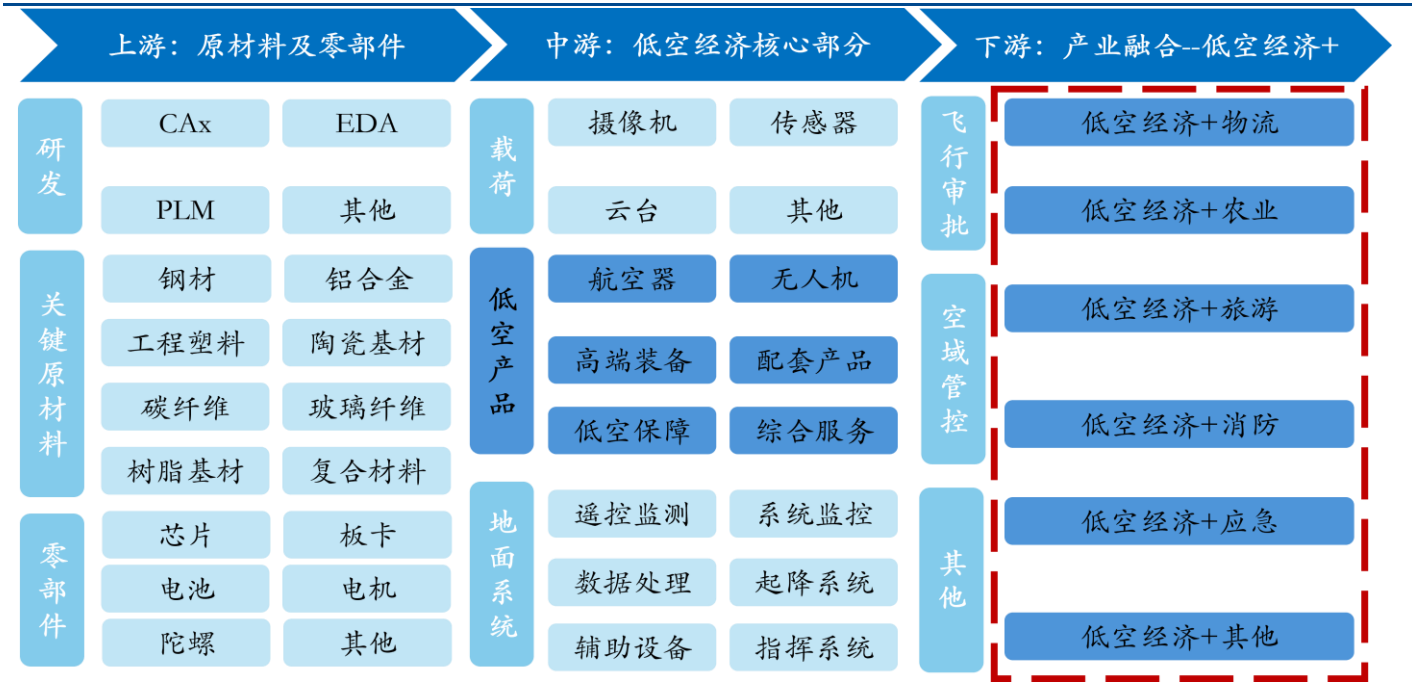 上游：原材料及零部件
中游：低空经济核心部分
下游：产业融合--低空经济+
研发
CAx
EDA
PLM
其他
关键原材料
钢材
铝合金
工程塑料
陶瓷基材
碳纤维
玻璃纤维
树脂基材
复合材料
零部件
芯片
板卡
电池
电机
陀螺
其他
载荷
摄像机
传感器
云台
其他
低空产品
航空器
无人机
高端装备
配套产品
低空保障
综合服务
地面系统
遥控监测
系统监控
数据处理
起降系统
辅助设备
指挥系统
飞行审批
空域管控
其他
低空经济+物流
低空经济+农业
低空经济+旅游
低空经济+消防
低空经济+应急
低空经济+其他